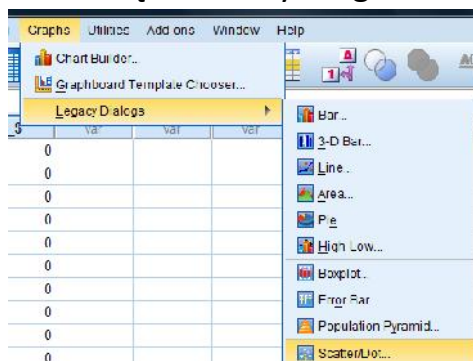 Graphs Utilities Add-ons Window Help
Chart Builder...
Graphboard Template Chooser...
Legacy Dialogs
var var var
0
0
0
0
0
0
0
0
0
0
Bar...
3-D Bar...
Line...
Area...
Pie
High Low...
Boxplot...
Error Bar
Population Pyramid...
Scatter/Dot...